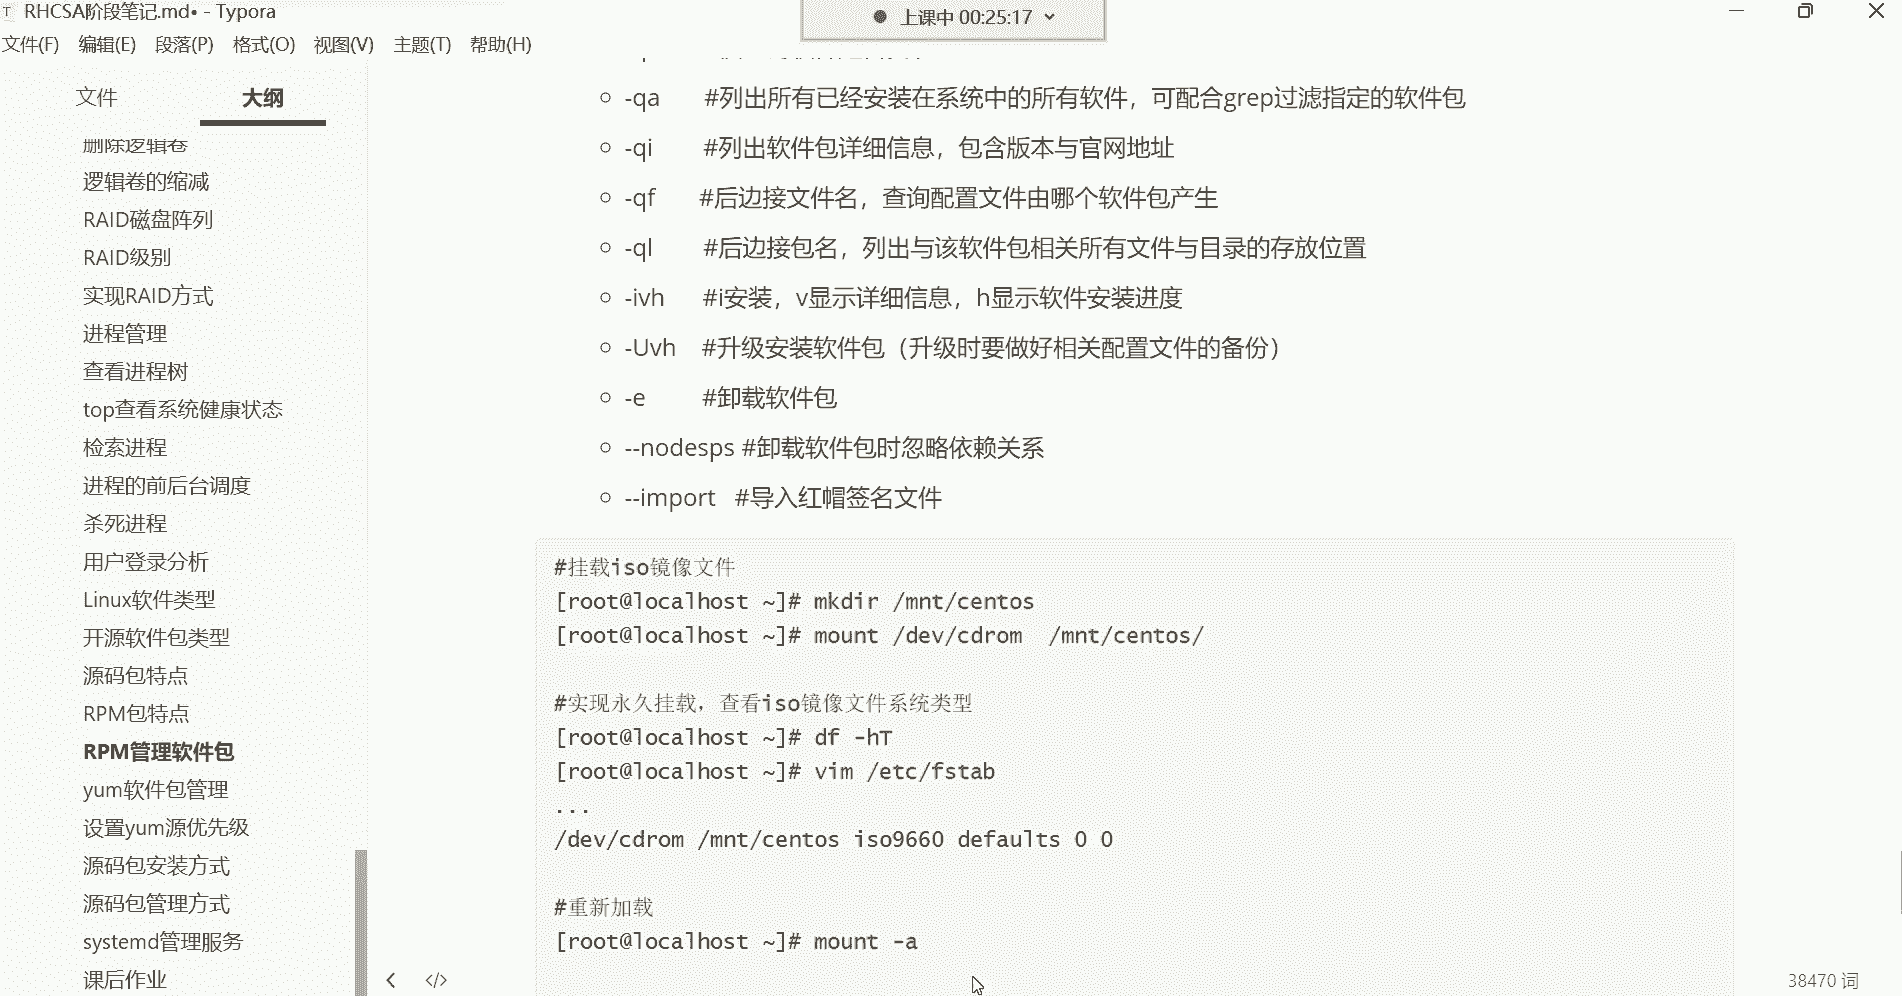 RHCSA阶段笔记.md• - Typora
上课中 00:25:17
文件(F) 编辑(E) 段落(P) 格式(O) 视图(V) 主题(T) 帮助(H)
文件 大纲
删除逻辑卷
逻辑卷的缩减
RAID磁盘阵列
RAID级别
实现RAID方式
进程管理
查看进程树
top查看系统健康状态
检索进程
进程的前后台调度
杀死进程
用户登录分析
Linux软件类型
开源软件包类型
源码包特点
RPM包特点
RPM管理软件包
yum软件包管理
设置yum源优先级
源码包安装方式
源码包管理方式
systemd管理服务
课后作业
-qa #列出所有已经安装在系统中的所有软件，可配合grep过滤指定的软件包
-qi #列出软件包详细信息，包含版本与官网地址
-qf #后边接文件名，查询配置文件由哪个软件包产生
-ql #后边接包名，列出与该软件包相关所有文件与目录的存放位置
-ivh #i安装，v显示详细信息，h显示软件安装进度
-Uvh #升级安装软件包（升级时要做好相关配置文件的备份）
-e #卸载软件包
--nodesps #卸载软件包时忽略依赖关系
--import #导入红帽签名文件
#挂载iso镜像文件
[root@localhost ~]# mkdir /mnt/centos
[root@localhost ~]# mount /dev/cdrom  /mnt/centos/
#实现永久挂载，查看iso镜像文件系统类型
[root@localhost ~]# df -hT
[root@localhost ~]# vim /etc/fstab
...
/dev/cdrom /mnt/centos iso9660 defaults 0 0
#重新加载
[root@localhost ~]# mount -a
38470 词